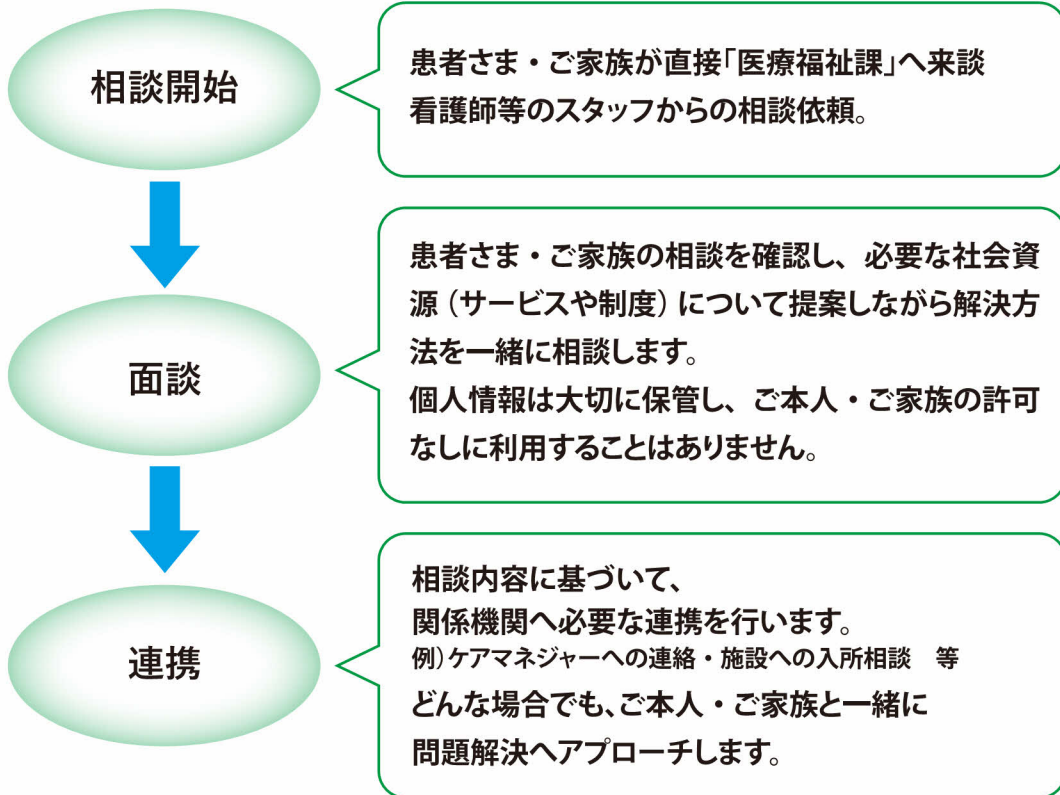 相談開始
患者さま・ご家族が直接「医療福祉課」へ来談
看護師等のスタッフからの相談依頼。
面談
患者さま・ご家族の相談を確認し、必要な社会資
源（サービスや制度）について提案しながら解決方
法を一緒に相談します。
個人情報は大切に保管し、ご本人・ご家族の許可
なしに利用することはありません。
連携
相談内容に基づいて、
関係機関へ必要な連携を行います。
例）ケアマネジャーへの連絡・施設への入所相談　等
どんな場合でも、ご本人・ご家族と一緒に
問題解決へアプローチします。